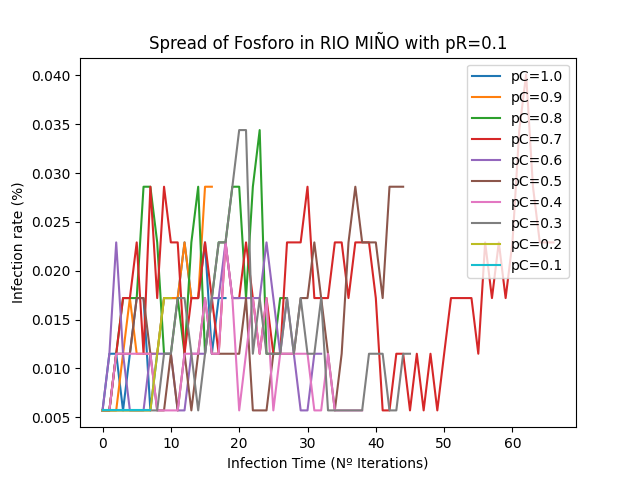 Spread of Fosforo in RIO MIÑO with pR=0.1
Infection rate (%)
0.040
0.035
0.030
0.025
0.020
0.015
0.010
0.005
pC=1.0
pC=0.9
pC=0.8
pC=0.7
pC=0.6
pC=0.5
pC=0.4
pC=0.3
pC=0.2
pC=0.1
0 10 20 30 40 50 60
Infection Time (Nº Iterations)